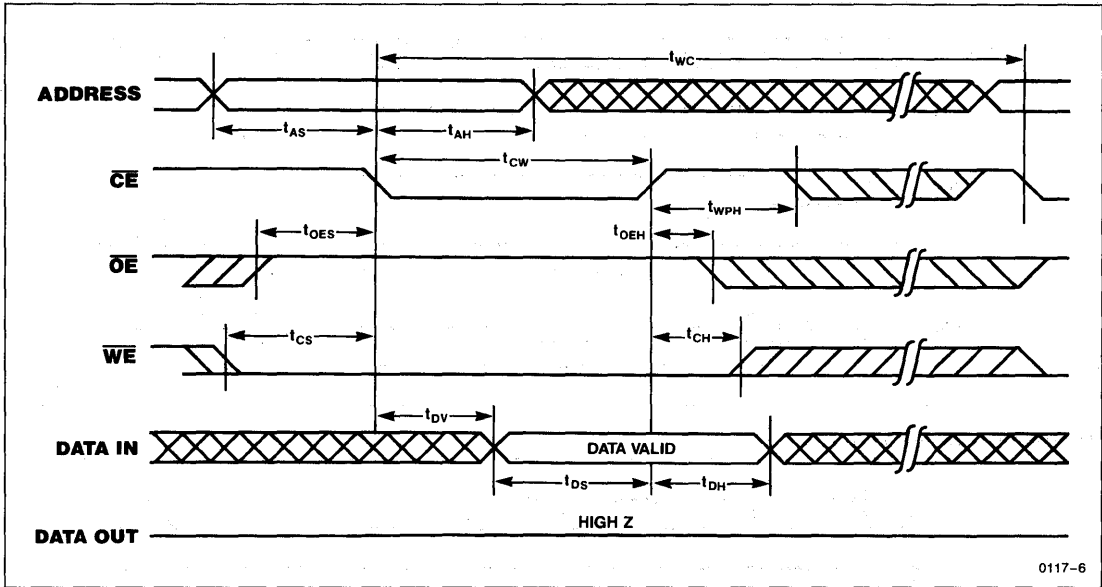 tWC
ADDRESS
tAS
tAH
tCW
CE
tWPH
tOES
tOEH
OE
tCS
tCH
WE
tDV
DATA IN
DATA VALID
tDS
tDH
HIGH Z
DATA OUT
0117-6